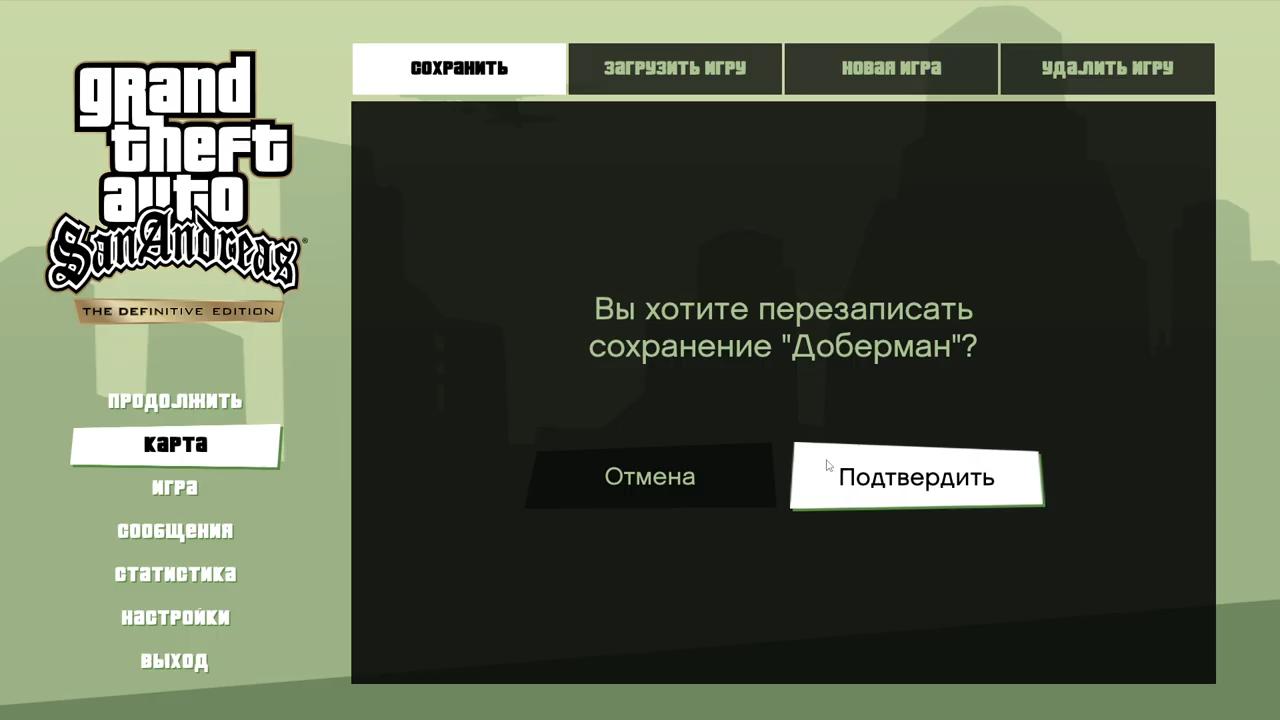 grand
theft
auto
San Andreas
THE DEFINITIVE EDITION
ПРОДОЛЖИТЬ
КАРТА
ИГРА
СООБЩЕНИЯ
СТАТИСТИКА
НАСТРОЙКИ
ВЫХОД
СОХРАНИТЬ
ЗАГРУЗИТЬ ИГРУ
НОВАЯ ИГРА
УДАЛИТЬ ИГРУ
Вы хотите перезаписать
сохранение "Доберман"?
Отмена
Подтвердить